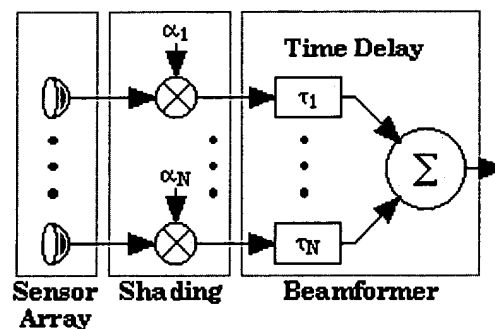 α1
Time Delay
τ1
αN
Σ
τN
Sensor
Array
Shading
Beamformer